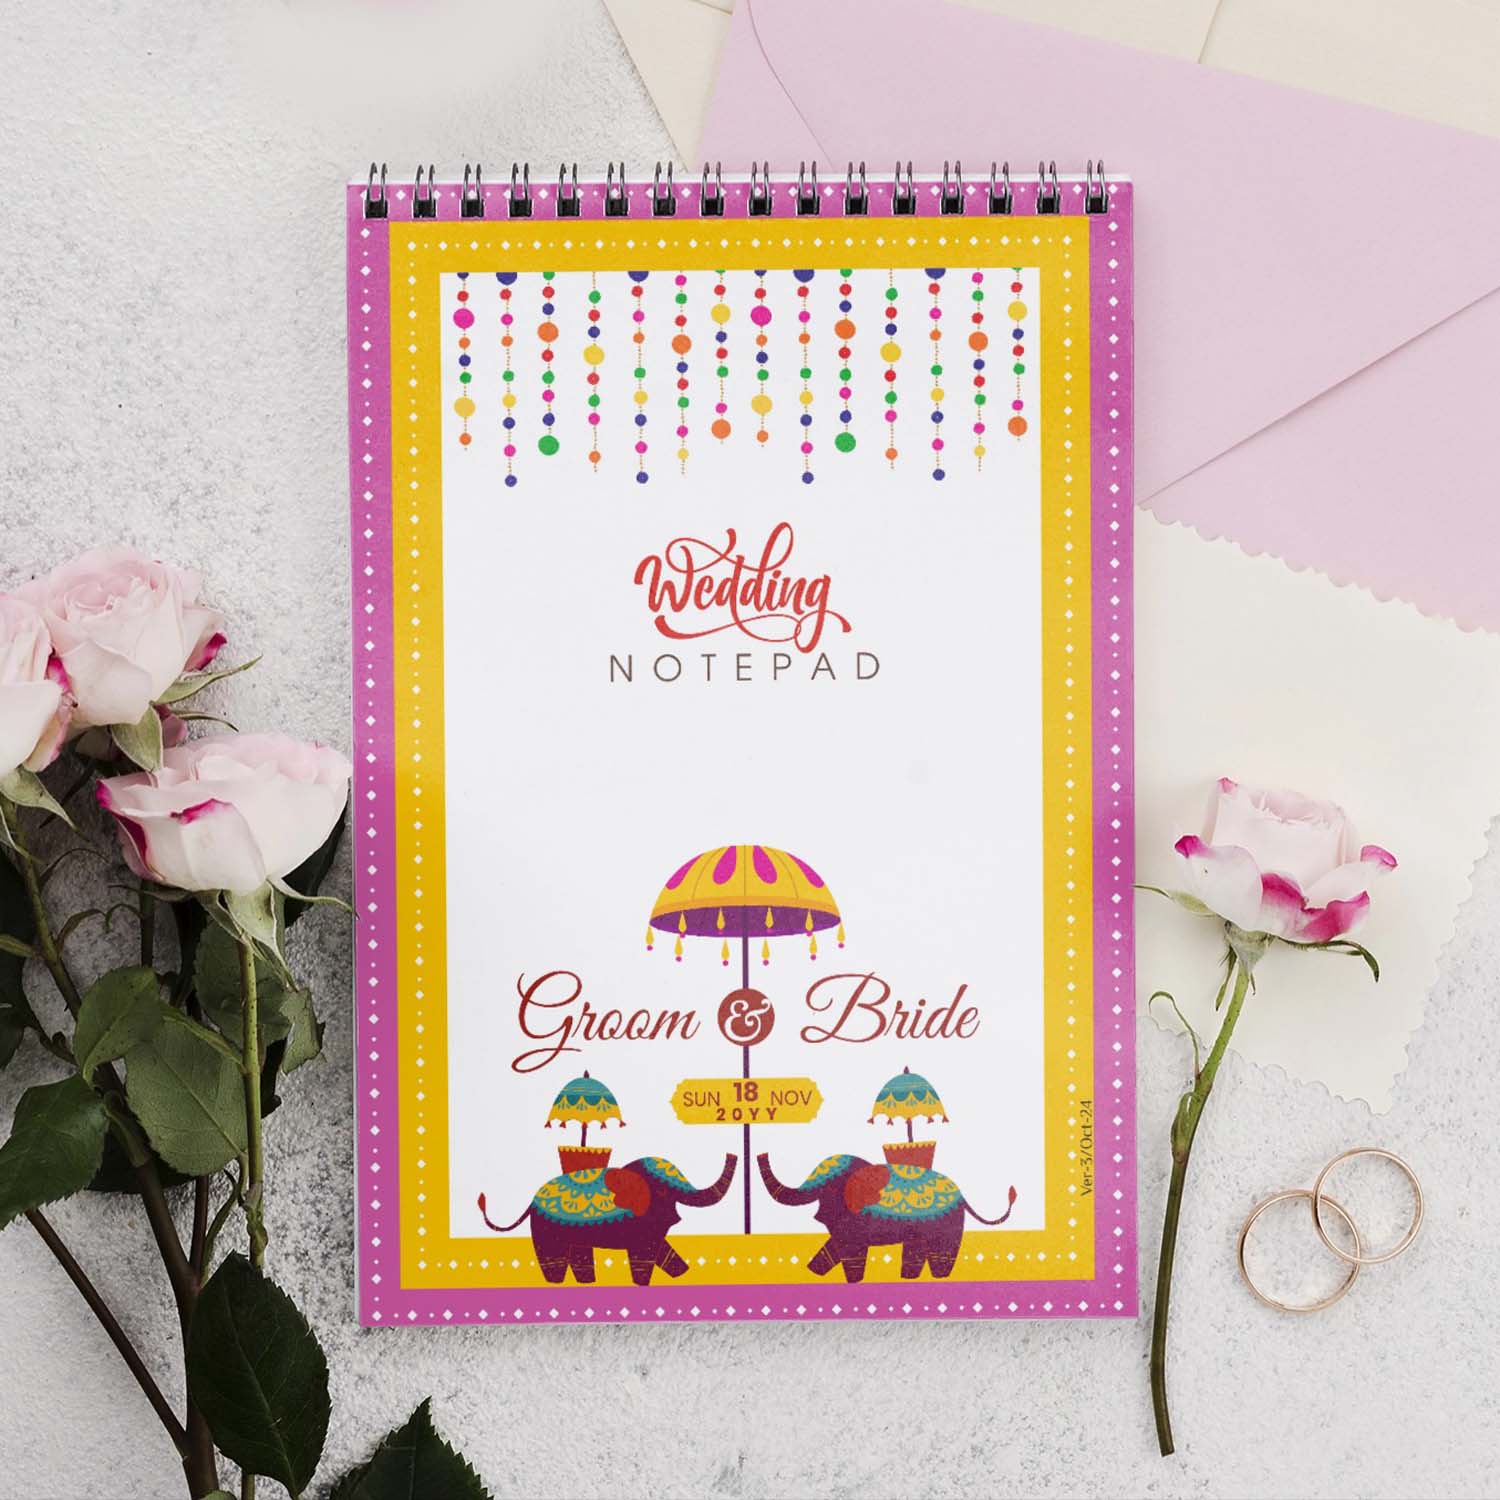 Wedding
NOTEPAD
Groom & Bride
SUN 18 NOV
20YY
Ver-3/Oct-24